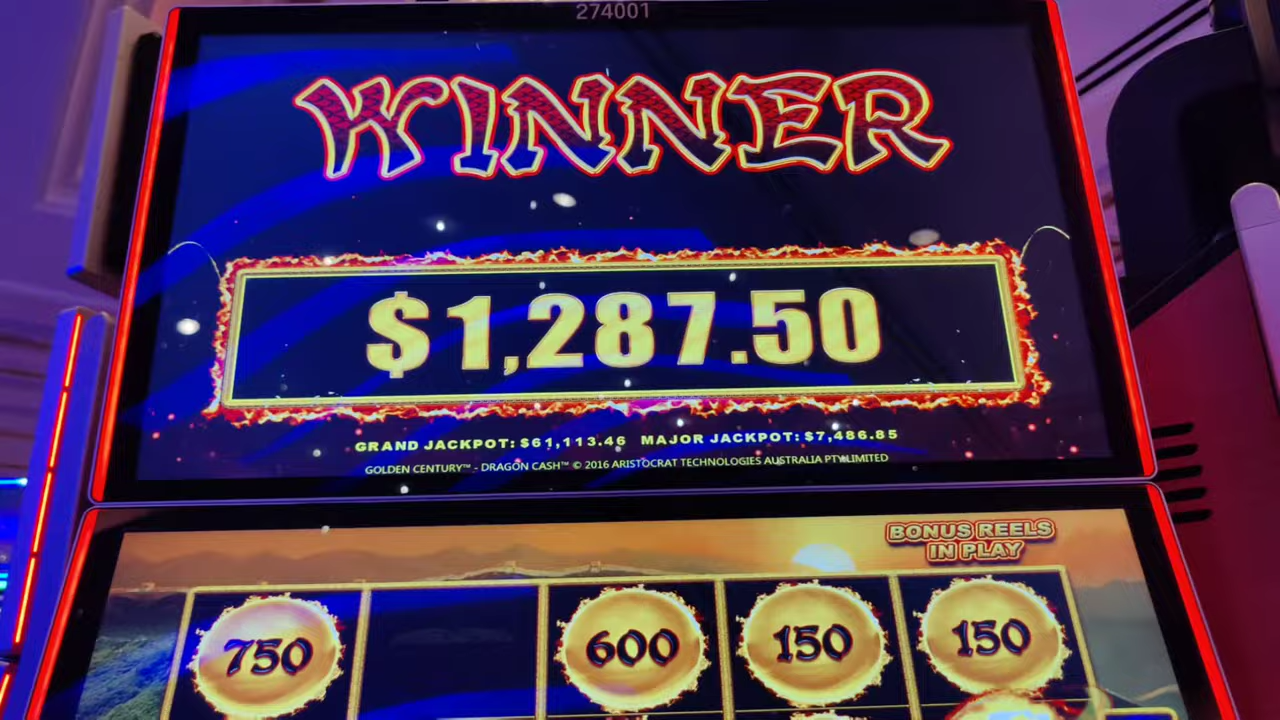 274001
WINNER
$1,287.50
GRAND JACKPOT: $61,113.46 MAJOR JACKPOT: $7,486.85
GOLDEN CENTURY™ - DRAGON CASH™ © 2016 ARISTOCRAT TECHNOLOGIES AUSTRALIA PTY LIMITED
BONUS REELS
IN PLAY
750 600 150 150